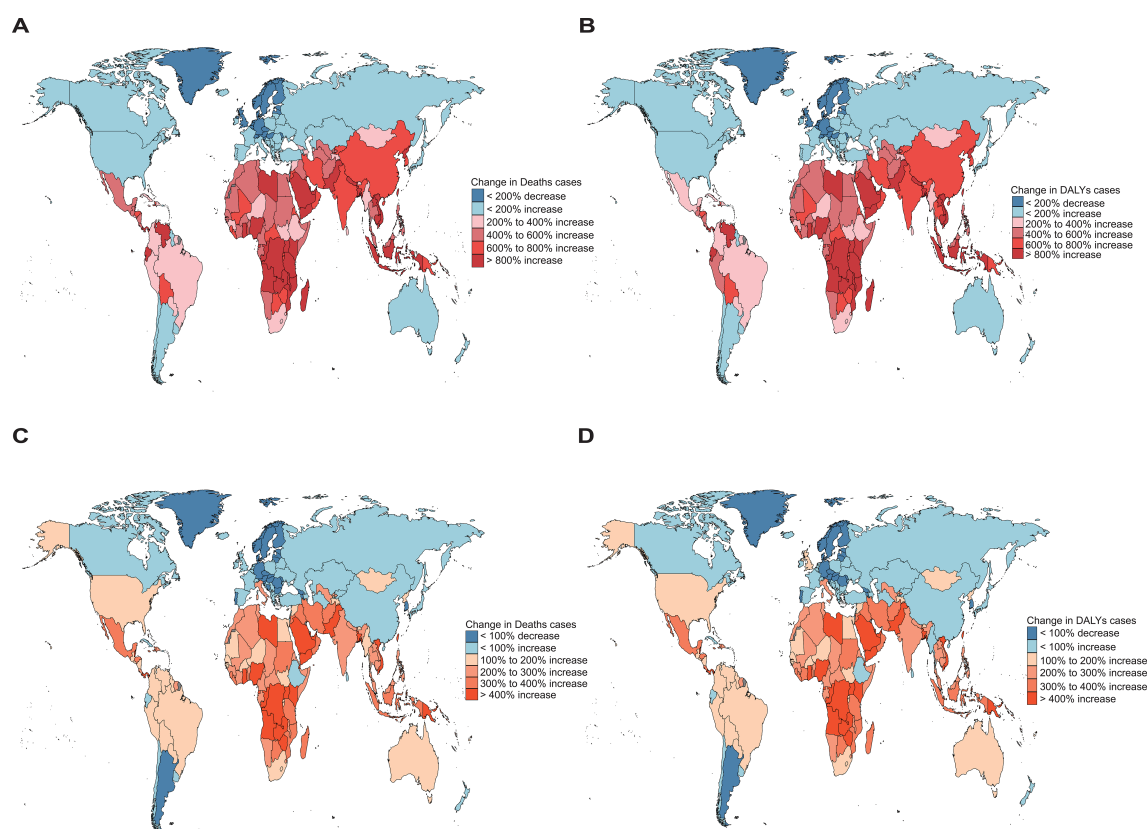 A
B
Change in Deaths cases
< 200% decrease
< 200% increase
200% to 400% increase
400% to 600% increase
600% to 800% increase
> 800% increase
Change in DALYs cases
< 200% decrease
< 200% increase
200% to 400% increase
400% to 600% increase
600% to 800% increase
> 800% increase
C
D
Change in Deaths cases
< 100% decrease
< 100% increase
100% to 200% increase
200% to 300% increase
300% to 400% increase
> 400% increase
Change in DALYs cases
< 100% decrease
< 100% increase
100% to 200% increase
200% to 300% increase
300% to 400% increase
> 400% increase